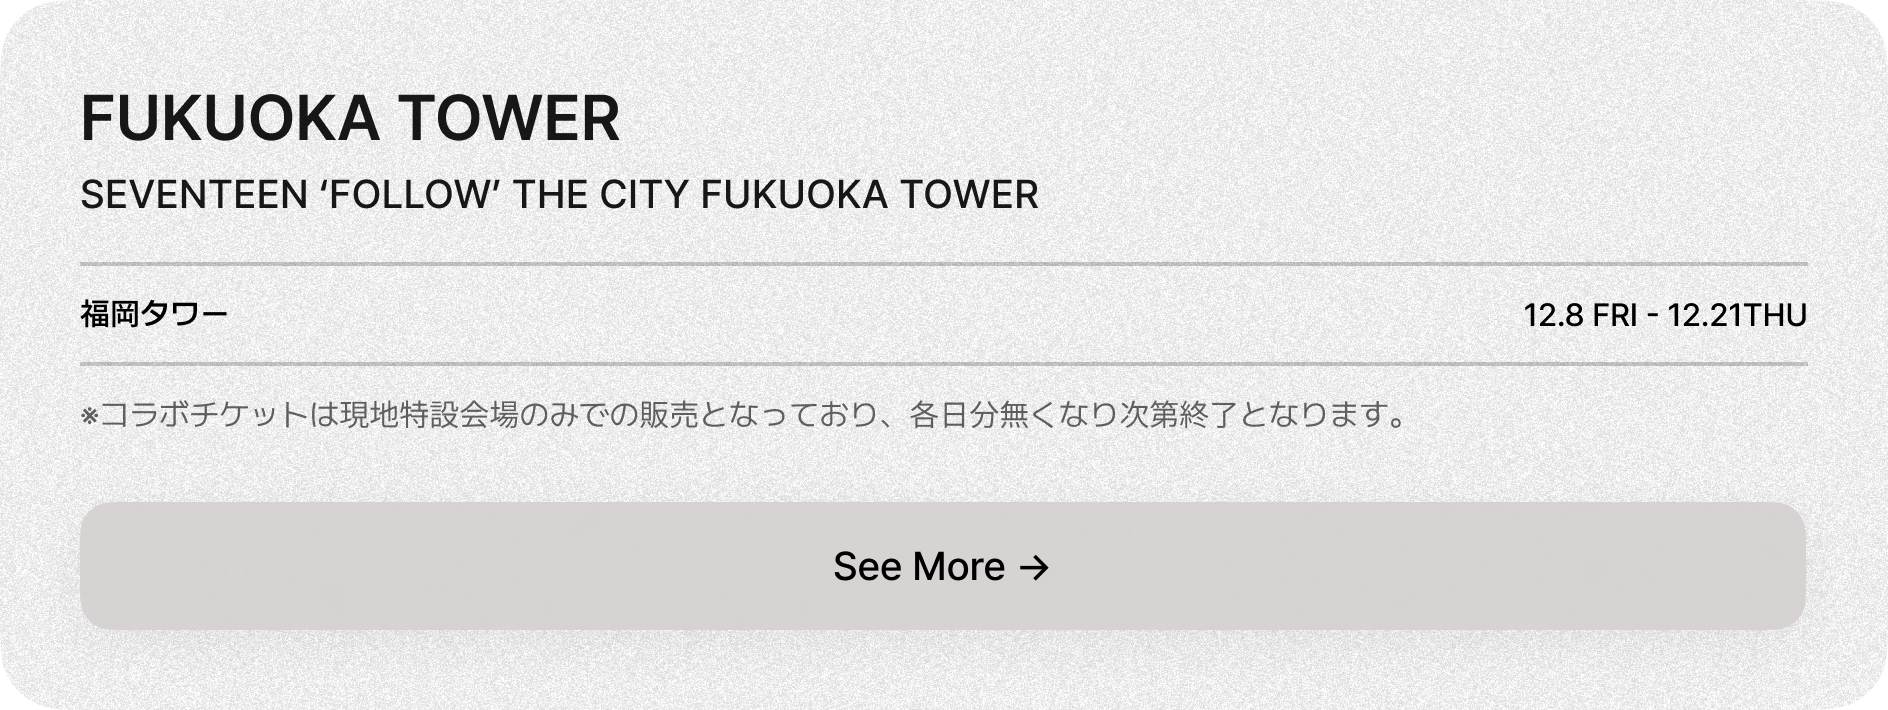 FUKUOKA TOWER
SEVENTEEN ‘FOLLOW’ THE CITY FUKUOKA TOWER
福岡タワー 12.8 FRI - 12.21THU
※コラボチケットは現地特設会場のみでの販売となっており、各日分無くなり次第終了となります。
See More →